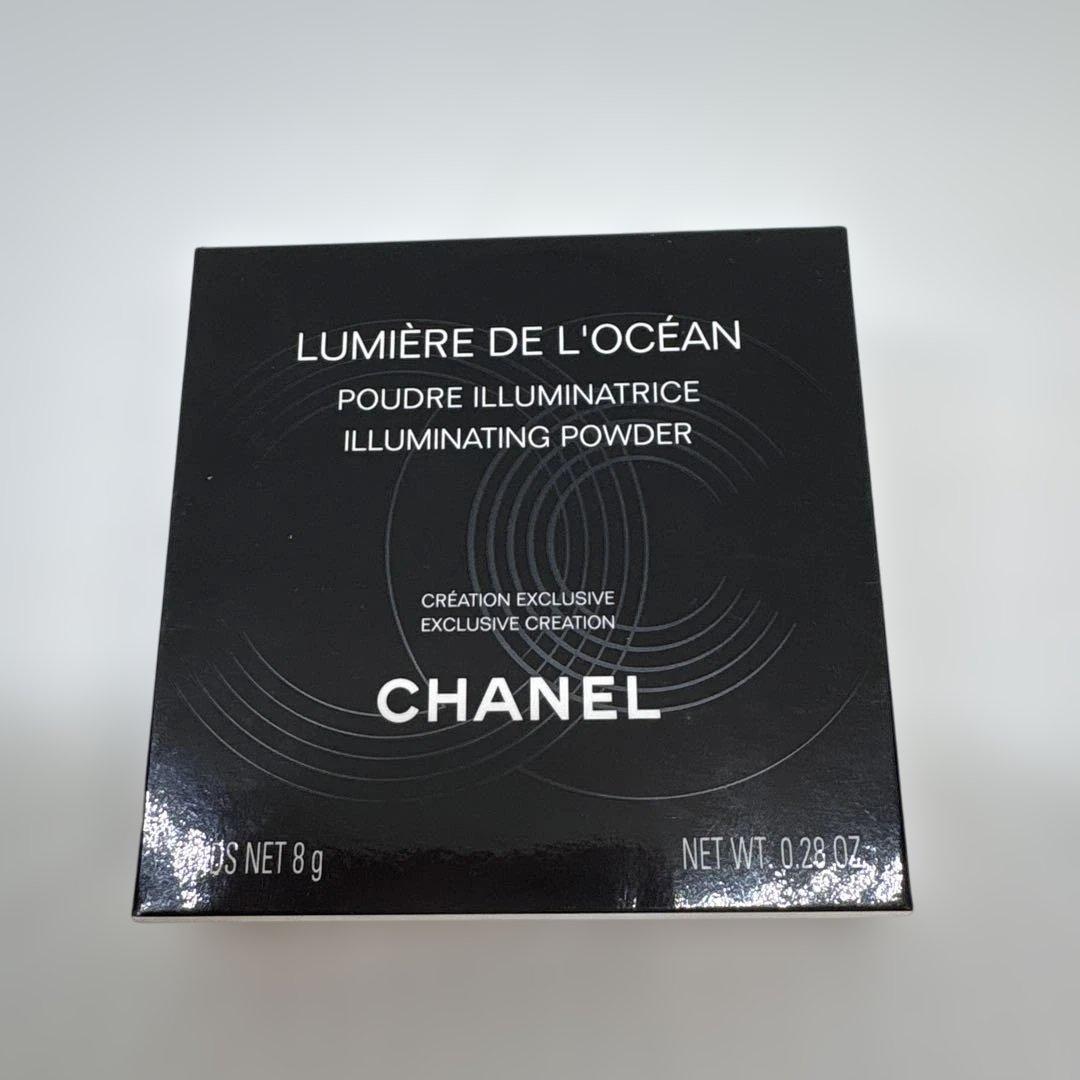 LUMIÈRE DE L'OCÉAN
POUDRE ILLUMINATRICE
ILLUMINATING POWDER
CRÉATION EXCLUSIVE
EXCLUSIVE CREATION
CHANEL
NET 8 g
NET WT. 0.28 OZ.